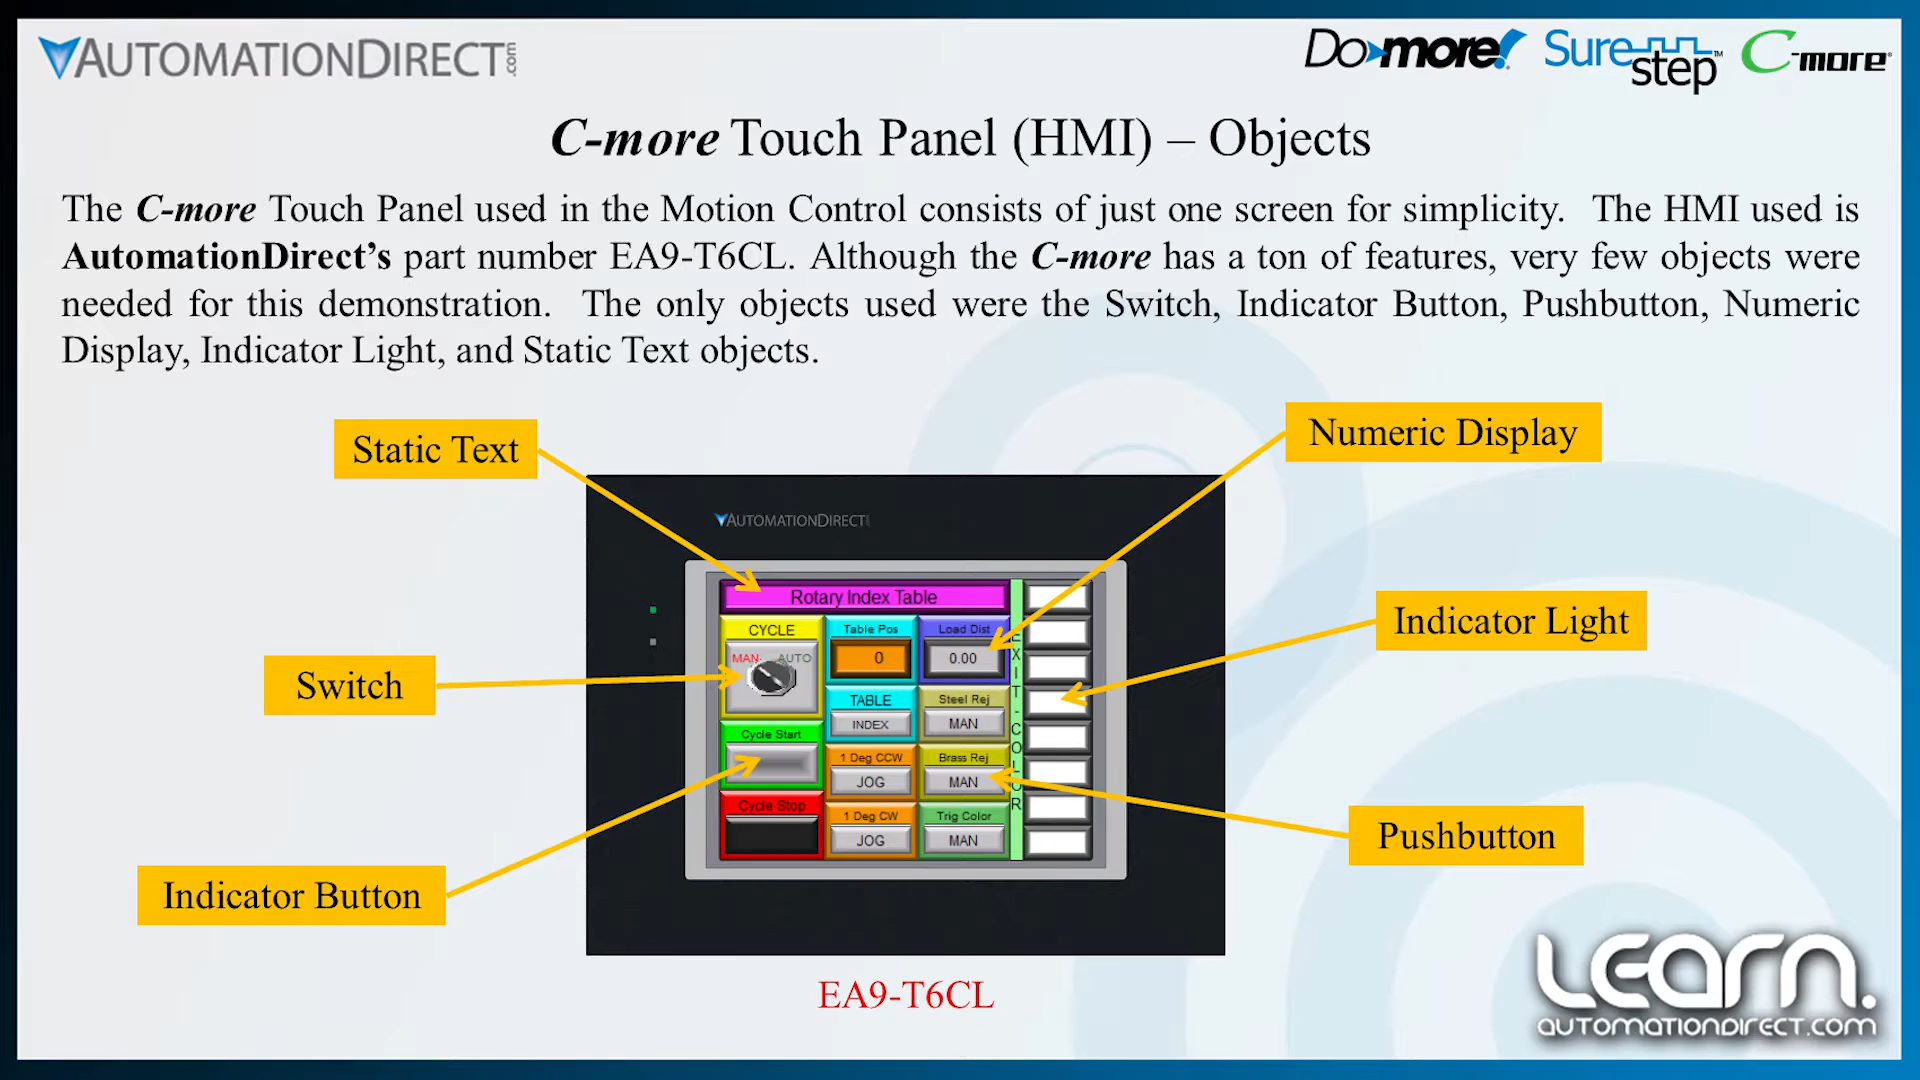 AUTOMATIONDIRECT.com
Do-more! Surestep™ C-more®
C-more Touch Panel (HMI) – Objects
The C-more Touch Panel used in the Motion Control consists of just one screen for simplicity. The HMI used is
AutomationDirect’s part number EA9-T6CL. Although the C-more has a ton of features, very few objects were
needed for this demonstration. The only objects used were the Switch, Indicator Button, Pushbutton, Numeric
Display, Indicator Light, and Static Text objects.
Static Text
Numeric Display
AUTOMATIONDIRECT
Rotary Index Table
CYCLE
MAN AUTO
Table Pos
0
Load Dist
0.00
EXIT-COLOR
Indicator Light
Switch
TABLE
INDEX
Steel Rej
MAN
Cycle Start
1 Deg CCW
JOG
Brass Rej
MAN
Cycle Stop
1 Deg CW
JOG
Trig Color
MAN
Pushbutton
Indicator Button
EA9-T6CL
LEARN.
AUTOMATIONDIRECT.COM